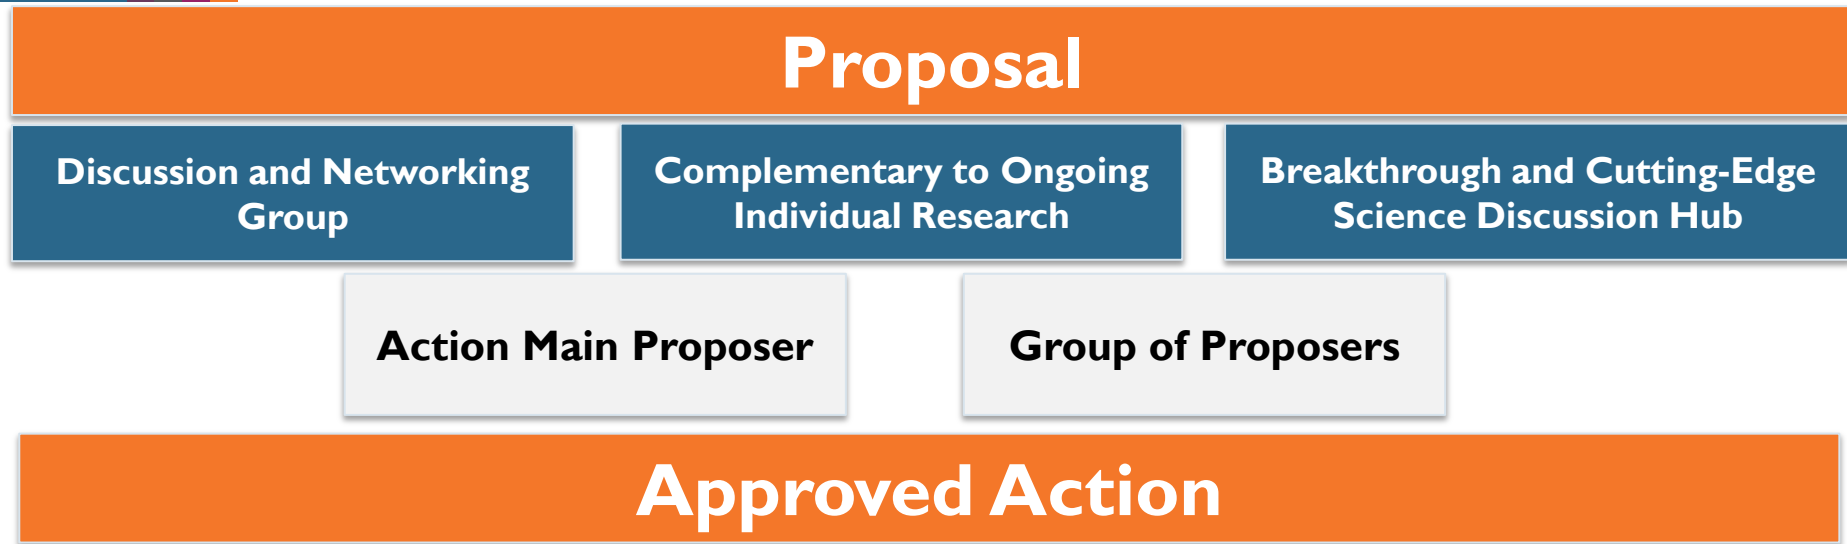 Proposal
Discussion and Networking
Group
Complementary to Ongoing
Individual Research
Breakthrough and Cutting-Edge
Science Discussion Hub
Action Main Proposer
Group of Proposers
Approved Action